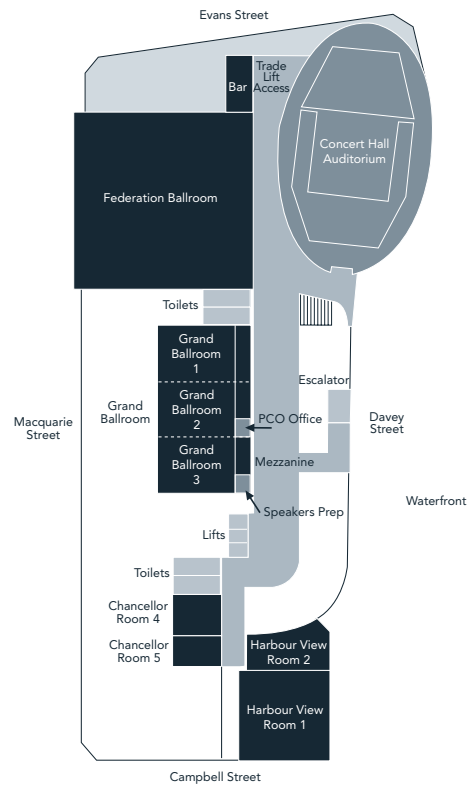 Evans Street
Trade
Lift
Access
Bar
Concert Hall
Auditorium
Federation Ballroom
Toilets
Grand
Ballroom
1
Escalator
Grand
Ballroom
Grand
Ballroom
2
PCO Office
Davey
Street
Macquarie
Street
Grand
Ballroom
3
Mezzanine
Waterfront
Speakers Prep
Lifts
Toilets
Chancellor
Room 4
Chancellor
Room 5
Harbour View
Room 2
Harbour View
Room 1
Campbell Street